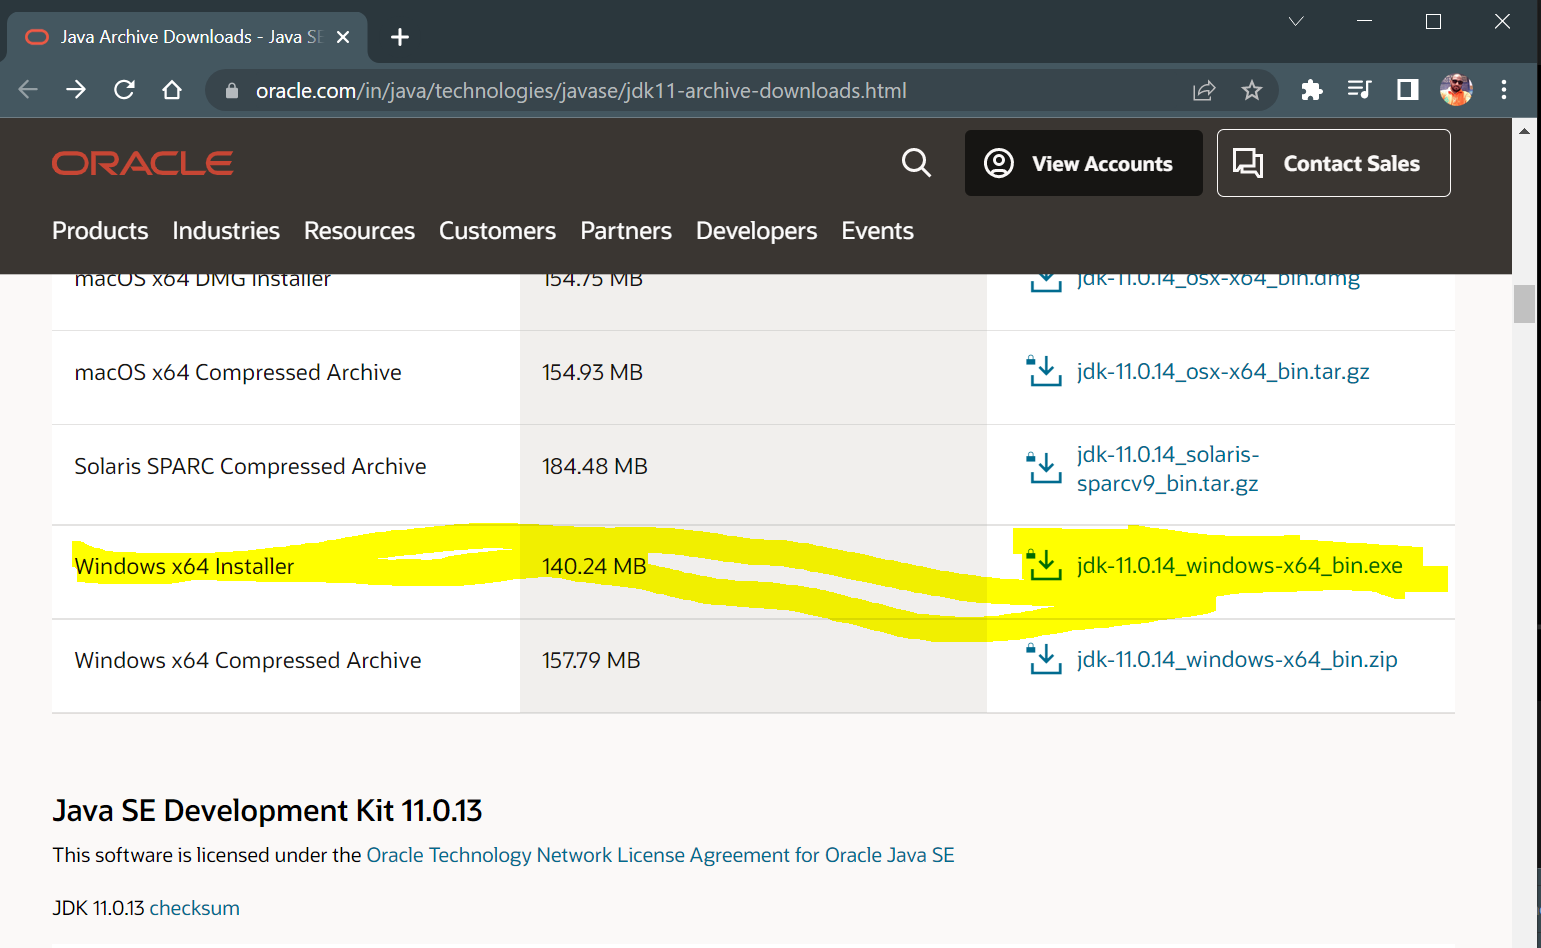 Java Archive Downloads - Java SE
oracle.com/in/java/technologies/javase/jdk11-archive-downloads.html
ORACLE
View Accounts
Contact Sales
Products Industries Resources Customers Partners Developers Events
macOS x64 DMG Installer 154.75 MB jdk-11.0.14_osx-x64_bin.dmg
macOS x64 Compressed Archive 154.93 MB jdk-11.0.14_osx-x64_bin.tar.gz
Solaris SPARC Compressed Archive 184.48 MB jdk-11.0.14_solaris-
sparcv9_bin.tar.gz
Windows x64 Installer 140.24 MB jdk-11.0.14_windows-x64_bin.exe
Windows x64 Compressed Archive 157.79 MB jdk-11.0.14_windows-x64_bin.zip
Java SE Development Kit 11.0.13
This software is licensed under the Oracle Technology Network License Agreement for Oracle Java SE
JDK 11.0.13 checksum